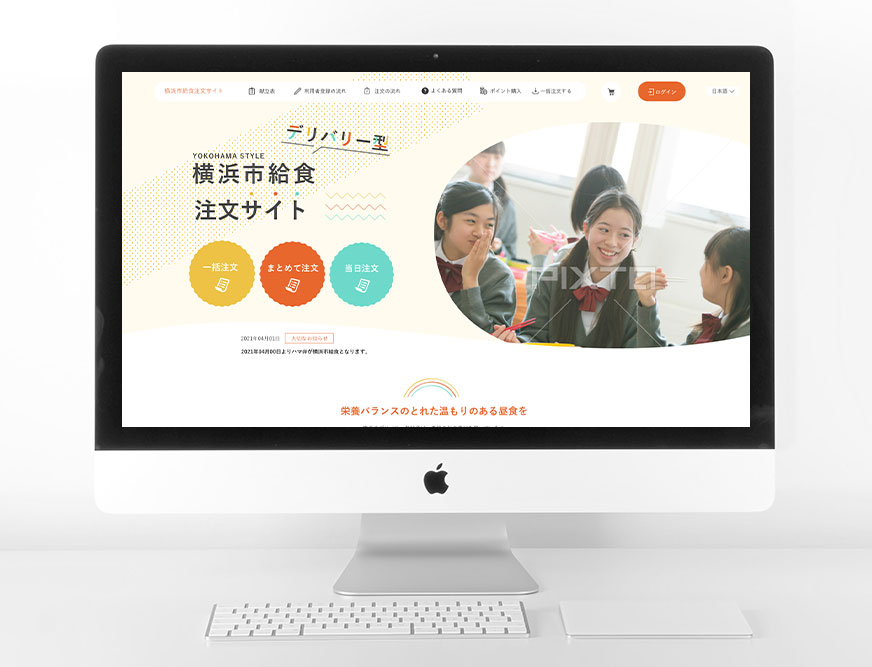 横浜市給食注文サイト
献立表
利用者登録の流れ
注文の流れ
よくある質問
ポイント購入
一括注文する
ログイン
日本語
デリバリー型
YOKOHAMA STYLE
横浜市給食
注文サイト
一括注文
まとめて注文
当日注文
PIXTA
2021年04月01日
大切なお知らせ
2021年04月00日よりハマ弁が横浜市給食となります。
栄養バランスのとれた温もりのある昼食を